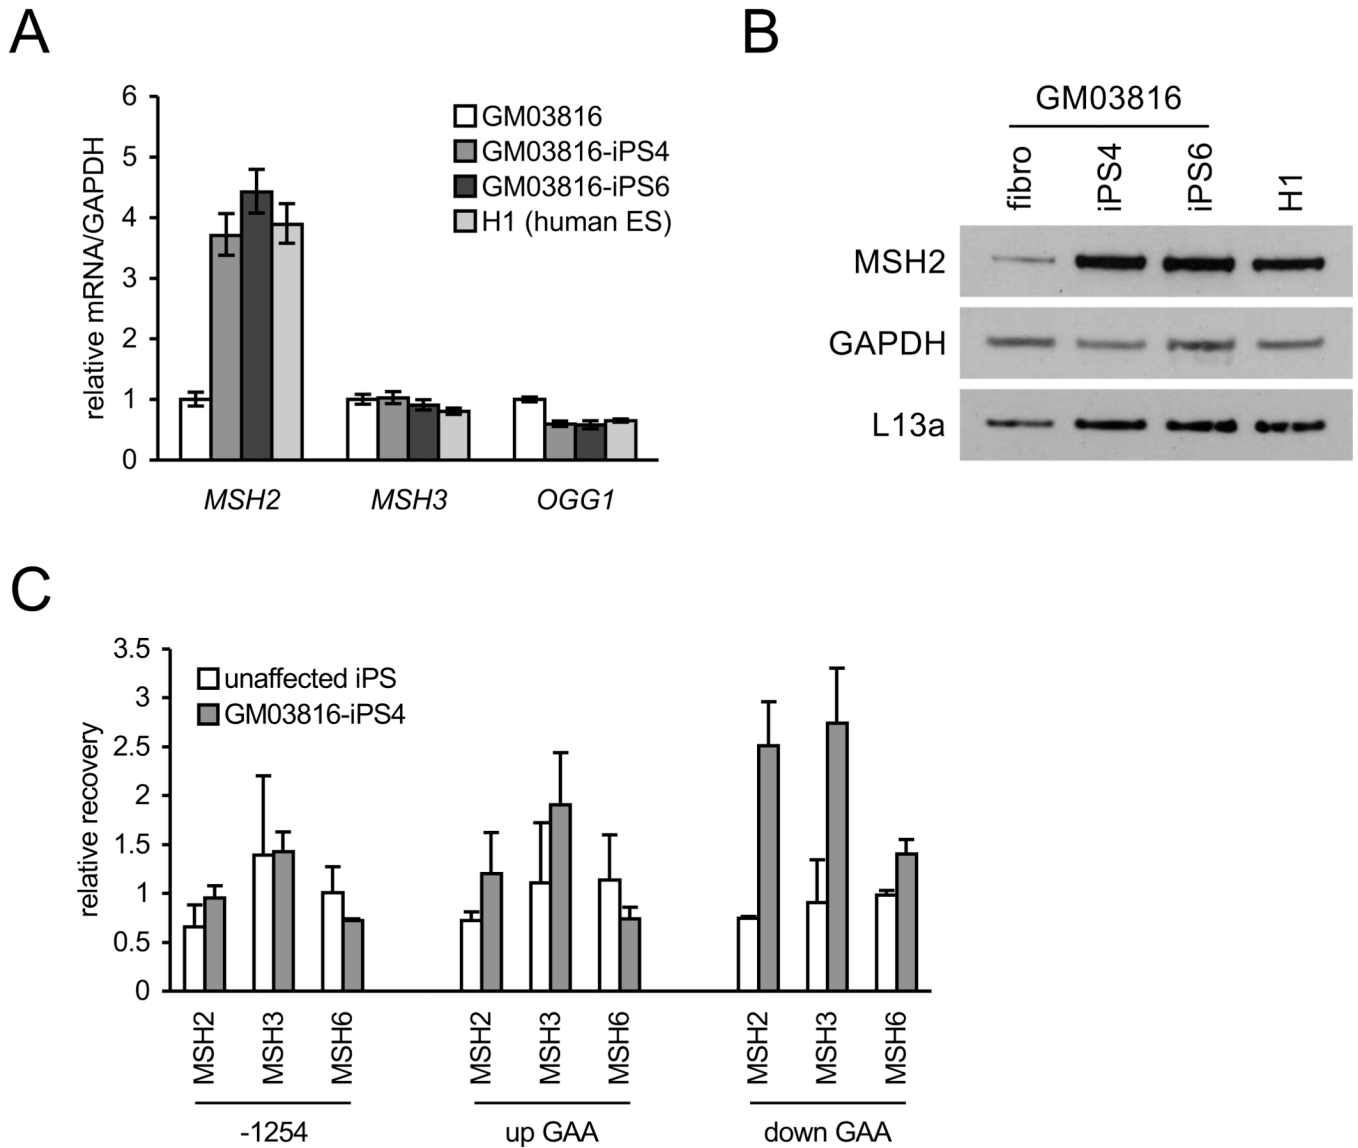 A
6
5
4
3
2
1
0
relative mRNA/GAPDH
GM03816
GM03816-iPS4
GM03816-iPS6
H1 (human ES)
MSH2 MSH3 OGG1
B
GM03816
fibro iPS4 iPS6 H1
MSH2
GAPDH
L13a
C
3.5
3
2.5
2
1.5
1
0.5
0
relative recovery
unaffected iPS
GM03816-iPS4
MSH2 MSH3 MSH6 MSH2 MSH3 MSH6 MSH2 MSH3 MSH6
-1254 up GAA down GAA